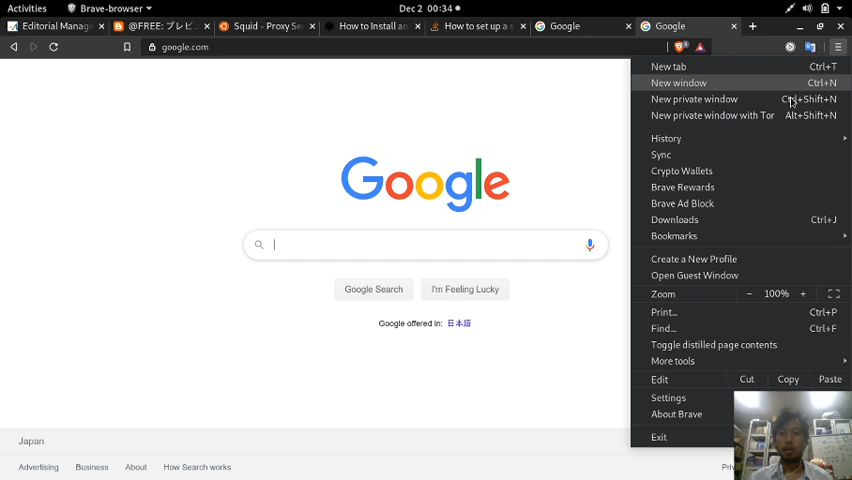 Activities Brave-browser Dec 2 00:34
Editorial Manage @FREE: ブレビ Squid - Proxy Se How to Install an How to set up a s Google Google
google.com
New tab Ctrl+T
New window Ctrl+N
New private window Ctrl+Shift+N
New private window with Tor Alt+Shift+N
History
Sync
Crypto Wallets
Brave Rewards
Brave Ad Block
Downloads Ctrl+J
Bookmarks
Create a New Profile
Open Guest Window
Zoom − 100% +
Print... Ctrl+P
Find... Ctrl+F
Toggle distilled page contents
More tools
Edit Cut Copy Paste
Settings
About Brave
Exit
Google
Google Search I'm Feeling Lucky
Google offered in: 日本語
Japan
Advertising Business About How Search works